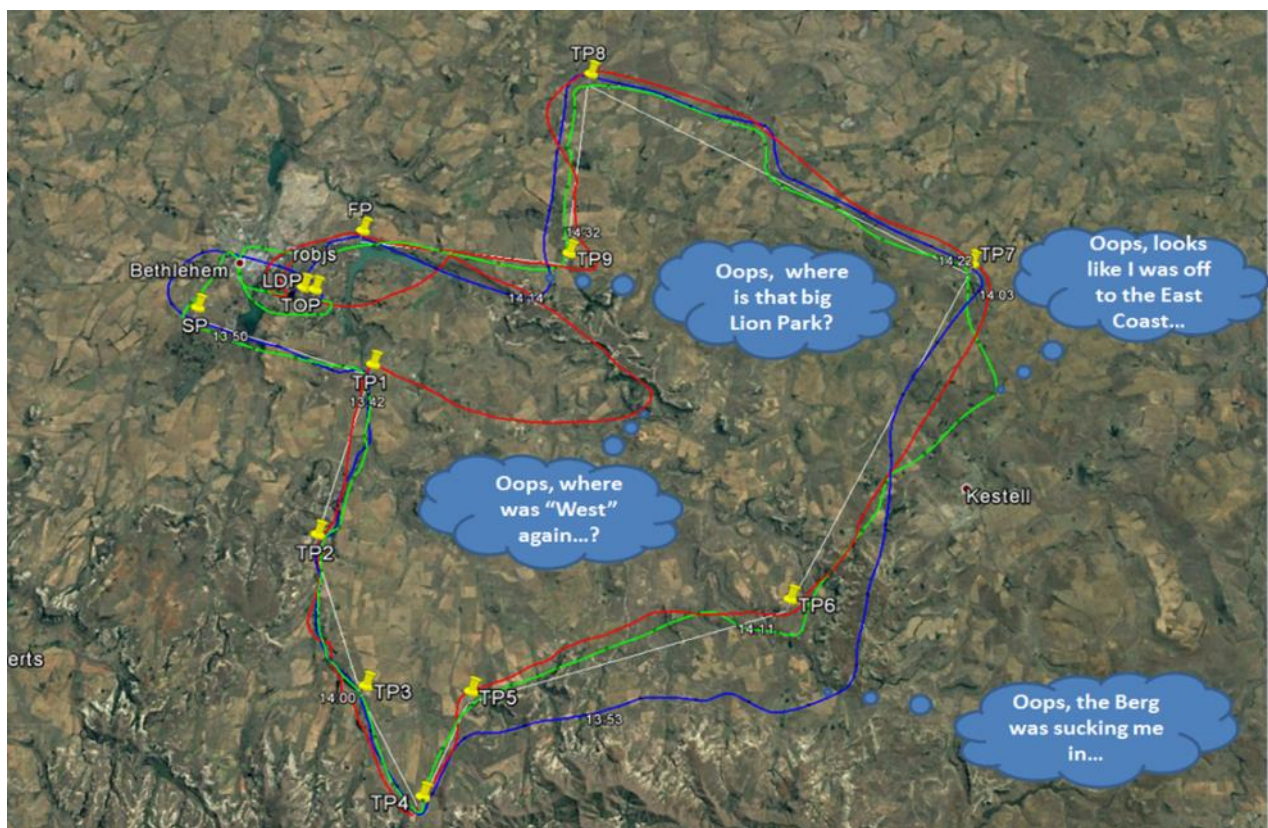 TP8
FP
robjs
Bethlehem
LDP
TOP
SP
13:50
14:32
TP9
14:14
Oops, where
is that big
Lion Park?
TP7
14:22
14:03
Oops, looks
like I was off
to the East
Coast...
TP1
13:42
Oops, where
was “West”
again...?
Kestell
TP2
TP6
14:11
erts
TP3
14:00
TP5
13:53
Oops, the Berg
was sucking me
in...
TP4